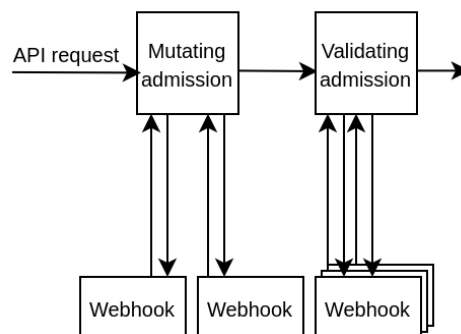 API request
Mutating
admission
Validating
admission
Webhook
Webhook
Webhook